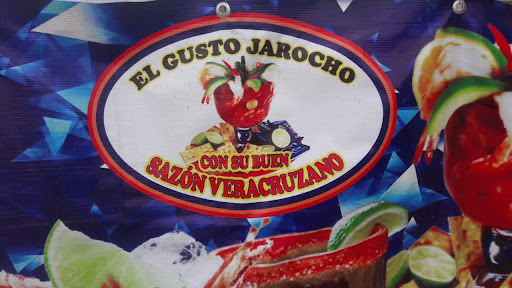 EL GUSTO JAROCHO
CON SU BUEN
SAZÓN VERACRUZANO